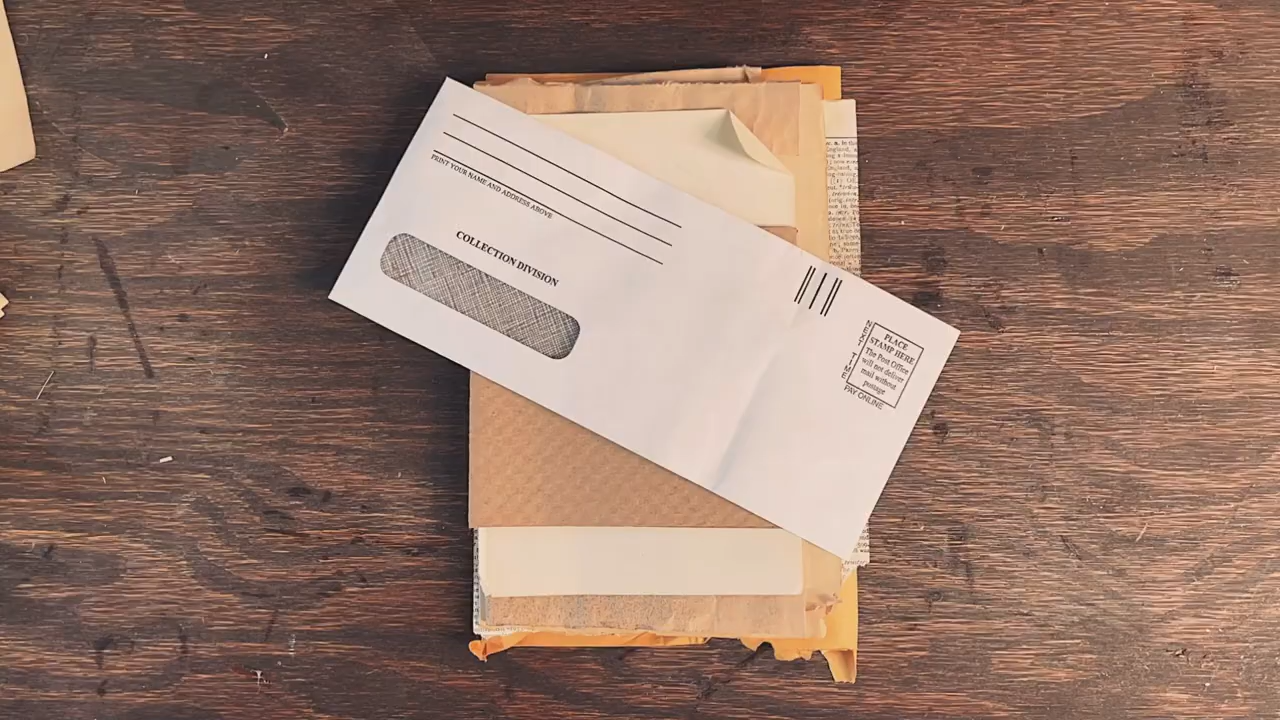 PRINT YOUR NAME AND ADDRESS ABOVE
COLLECTION DIVISION
PLACE
STAMP HERE
The Post Office
will not deliver
mail without
postage
NEXT TIME PAY ONLINE